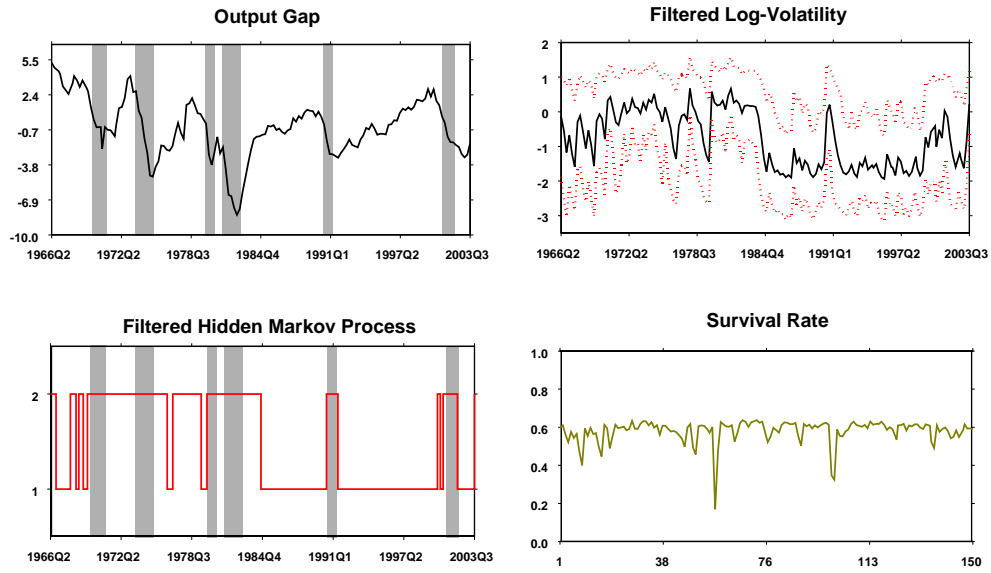 Output Gap
5.5
2.4
-0.7
-3.8
-6.9
-10.0
1966Q2 1972Q2 1978Q3 1984Q4 1991Q1 1997Q2 2003Q3
Filtered Log-Volatility
2
1
0
-1
-2
-3
1966Q2 1972Q2 1978Q3 1984Q4 1991Q1 1997Q2 2003Q3
Filtered Hidden Markov Process
2
1
1966Q2 1972Q2 1978Q3 1984Q4 1991Q1 1997Q2 2003Q3
Survival Rate
1.0
0.8
0.6
0.4
0.2
0.0
1 38 76 113 150